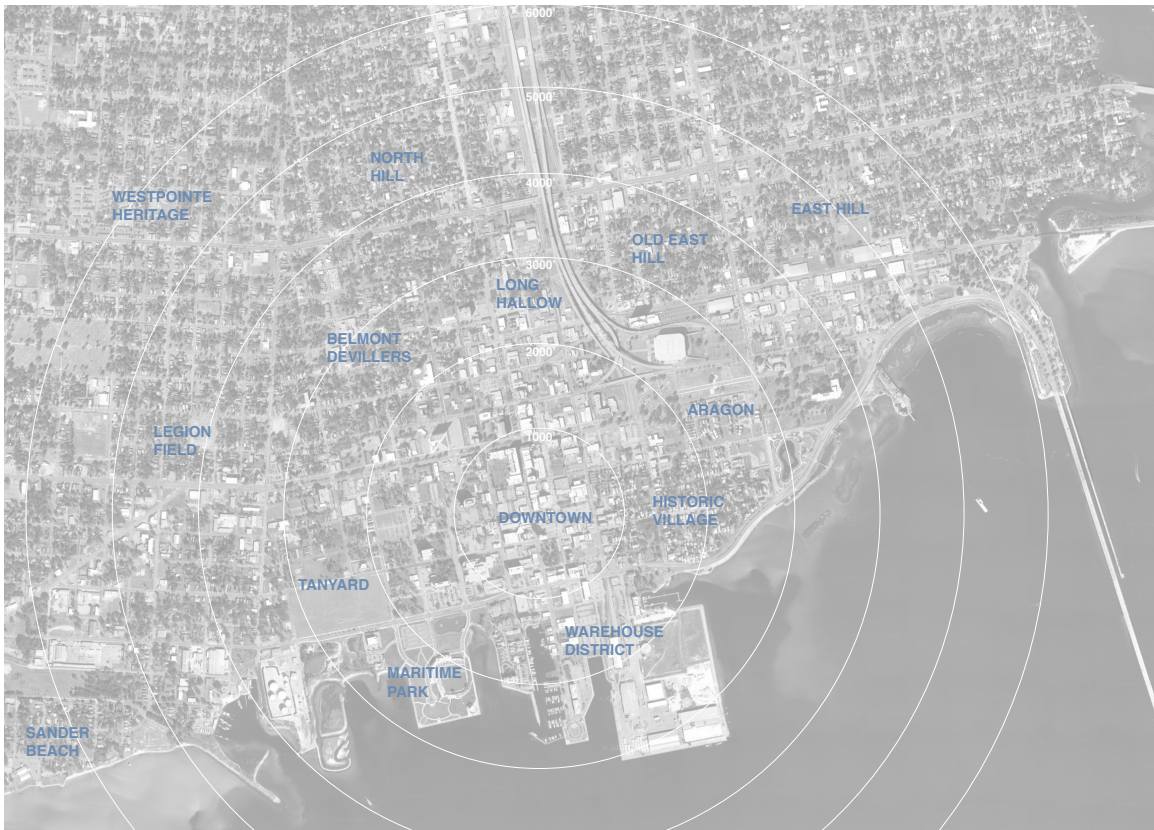 6000
5000
NORTH
HILL
4000
WESTPOINTE
HERITAGE
EAST HILL
OLD EAST
HILL
3000
LONG
HALLOW
BELMONT
DEVILLERS
2000
ARAGON
LEGION
FIELD
1000
HISTORIC
VILLAGE
DOWNTOWN
TANYARD
WAREHOUSE
DISTRICT
MARITIME
PARK
SANDER
BEACH